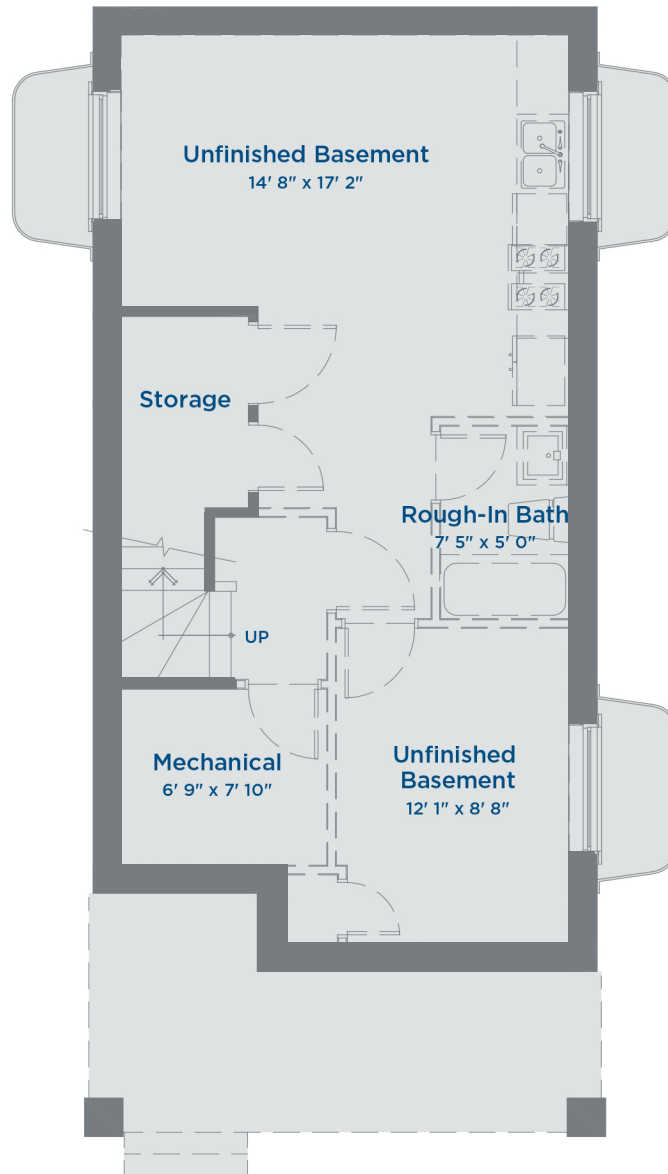 Unfinished Basement
14' 8" x 17' 2"
Storage
Rough-In Bath
7' 5" x 5' 0"
UP
Mechanical
6' 9" x 7' 10"
Unfinished
Basement
12' 1" x 8' 8"